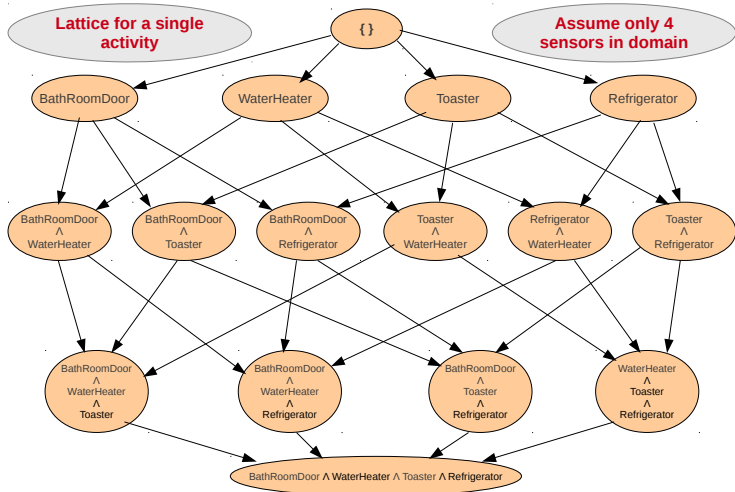 Lattice for a single
activity
{ }
Assume only 4
sensors in domain
BathRoomDoor
WaterHeater
Toaster
Refrigerator
BathRoomDoor
Λ
WaterHeater
BathRoomDoor
Λ
Toaster
BathRoomDoor
Λ
Refrigerator
Toaster
Λ
WaterHeater
Refrigerator
Λ
WaterHeater
Toaster
Λ
Refrigerator
BathRoomDoor
Λ
WaterHeater
Λ
Toaster
BathRoomDoor
Λ
WaterHeater
Λ
Refrigerator
BathRoomDoor
Λ
Toaster
Λ
Refrigerator
WaterHeater
Λ
Toaster
Λ
Refrigerator
BathRoomDoor Λ WaterHeater Λ Toaster Λ Refrigerator